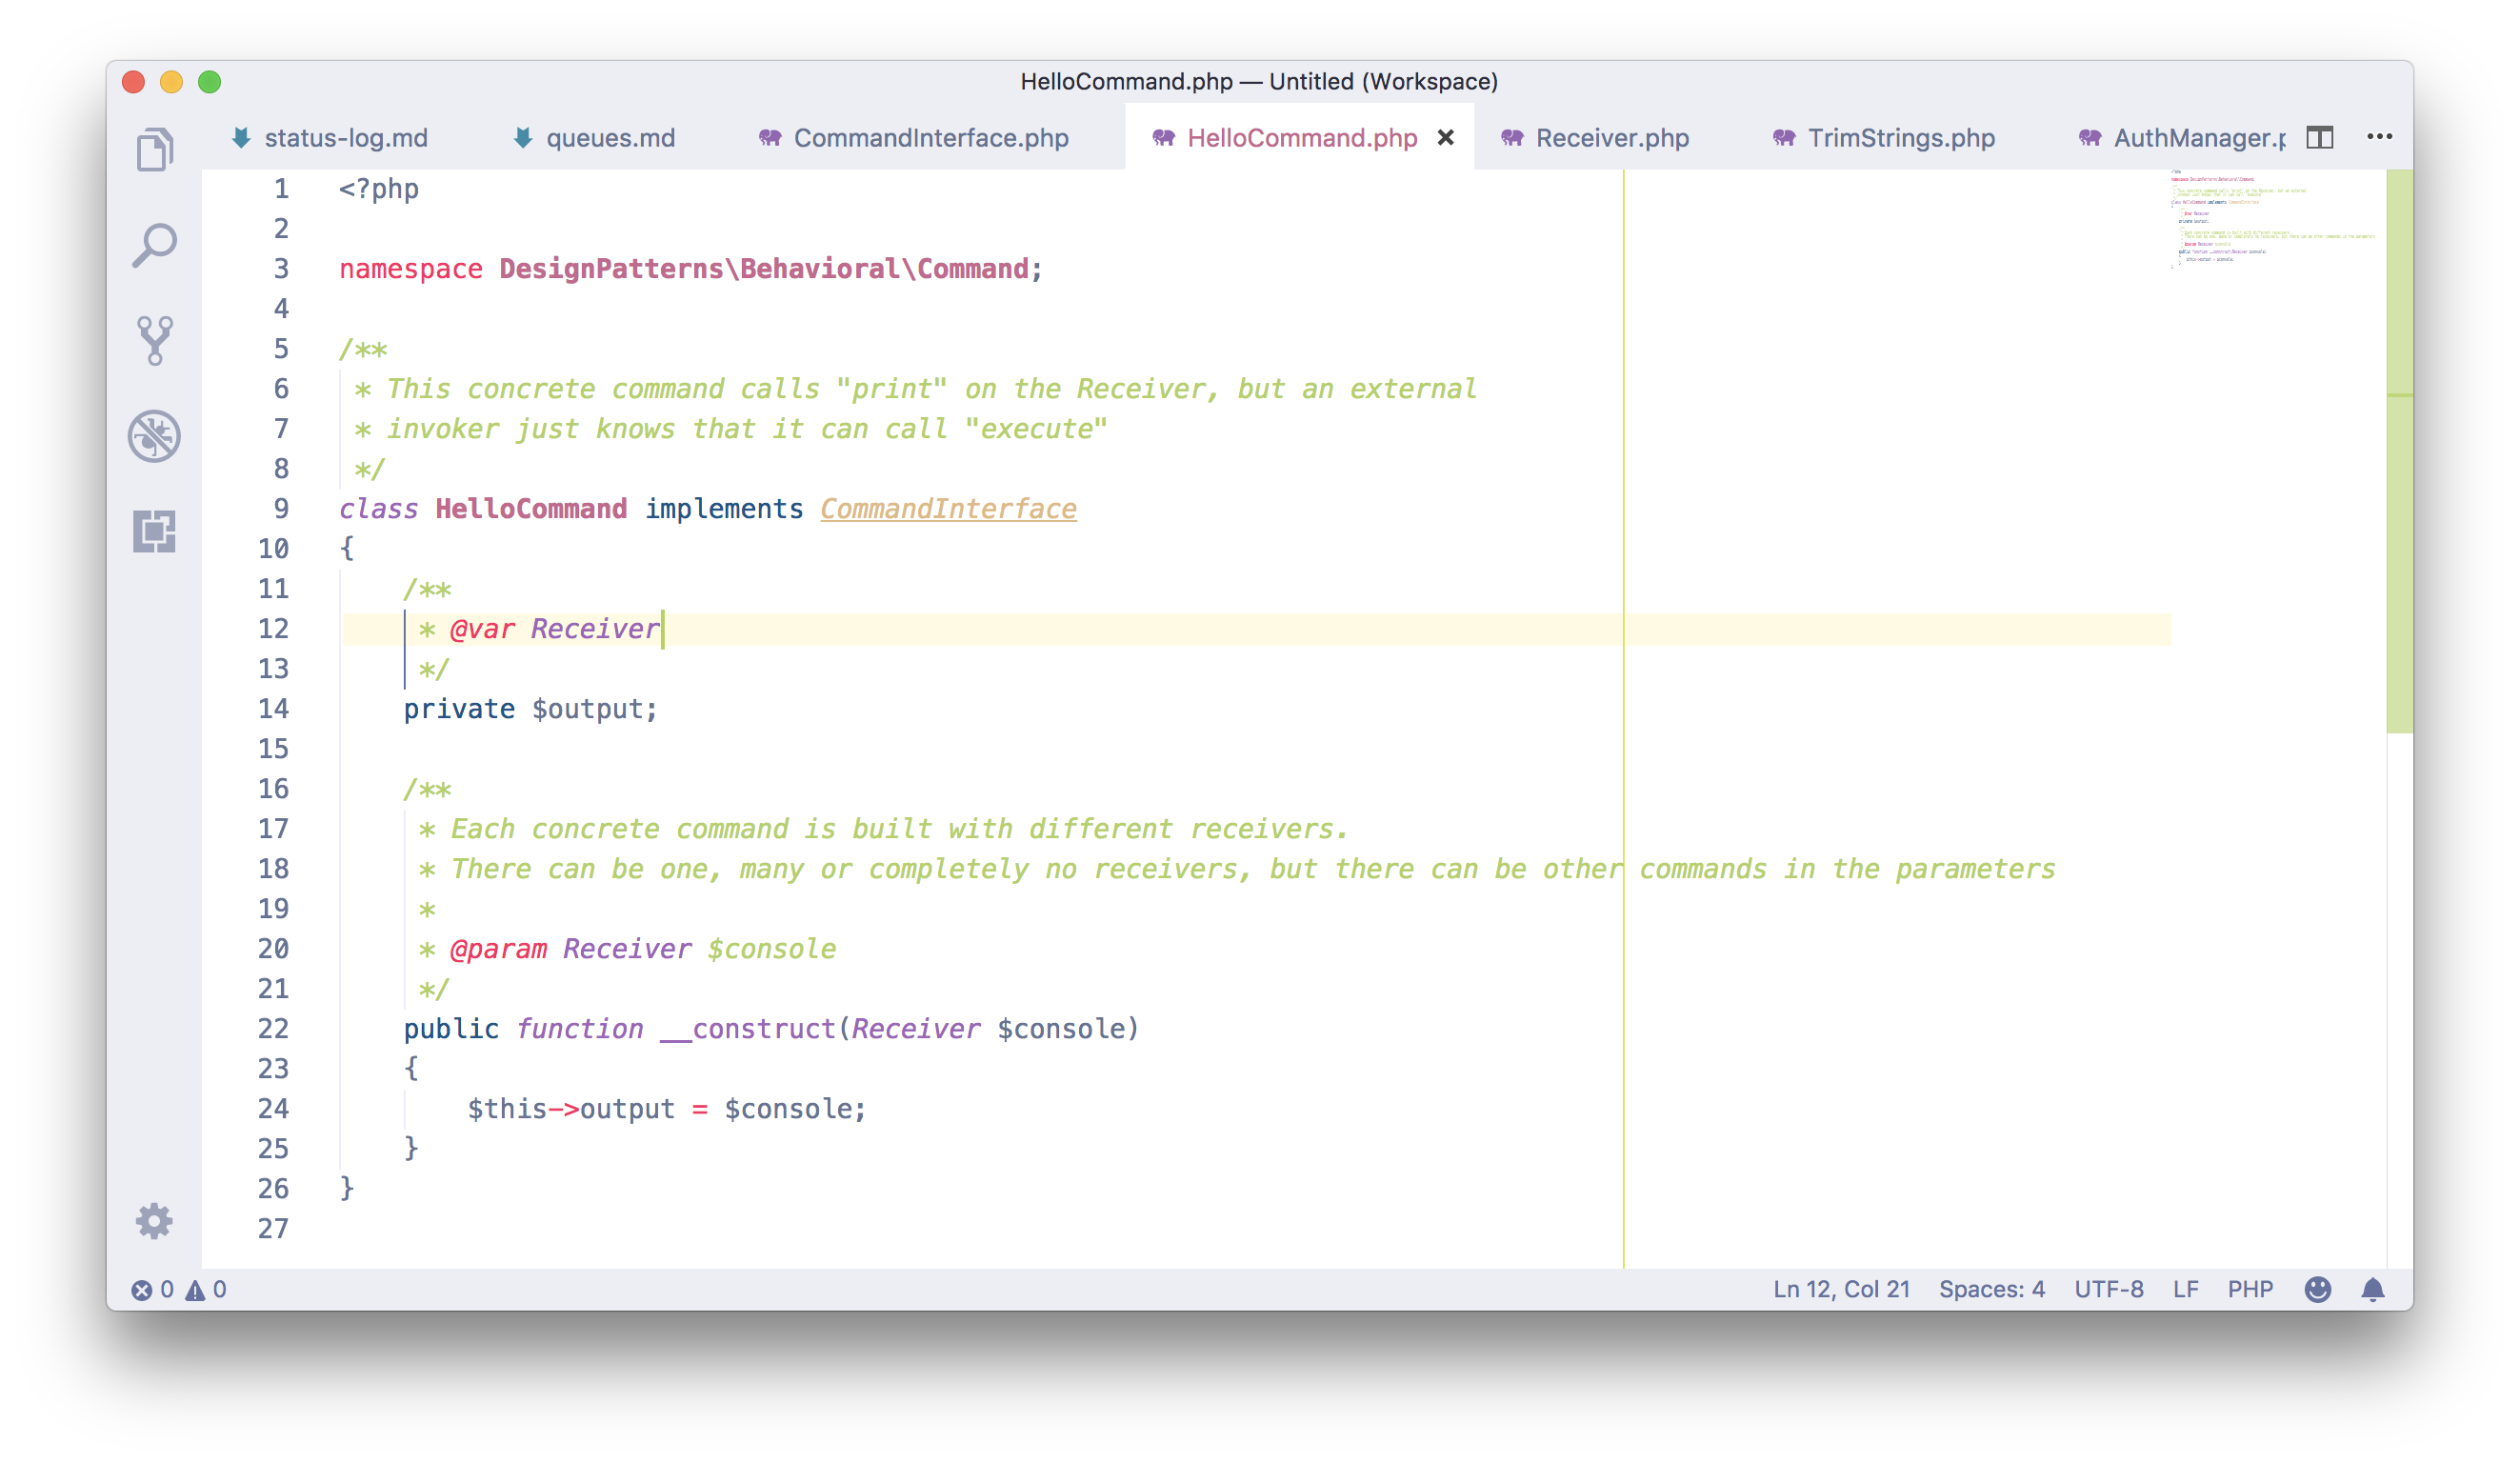 HelloCommand.php — Untitled (Workspace)
status-log.md queues.md CommandInterface.php HelloCommand.php Receiver.php TrimStrings.php AuthManager.p
1 <?php
2
3 namespace DesignPatterns\Behavioral\Command;
4
5 /**
6 * This concrete command calls "print" on the Receiver, but an external
7 * invoker just knows that it can call "execute"
8 */
9 class HelloCommand implements CommandInterface
10 {
11 /**
12 * @var Receiver
13 */
14 private $output;
15
16 /**
17 * Each concrete command is built with different receivers.
18 * There can be one, many or completely no receivers, but there can be other commands in the parameters
19 *
20 * @param Receiver $console
21 */
22 public function __construct(Receiver $console)
23 {
24 $this->output = $console;
25 }
26 }
27
0 0 Ln 12, Col 21 Spaces: 4 UTF-8 LF PHP